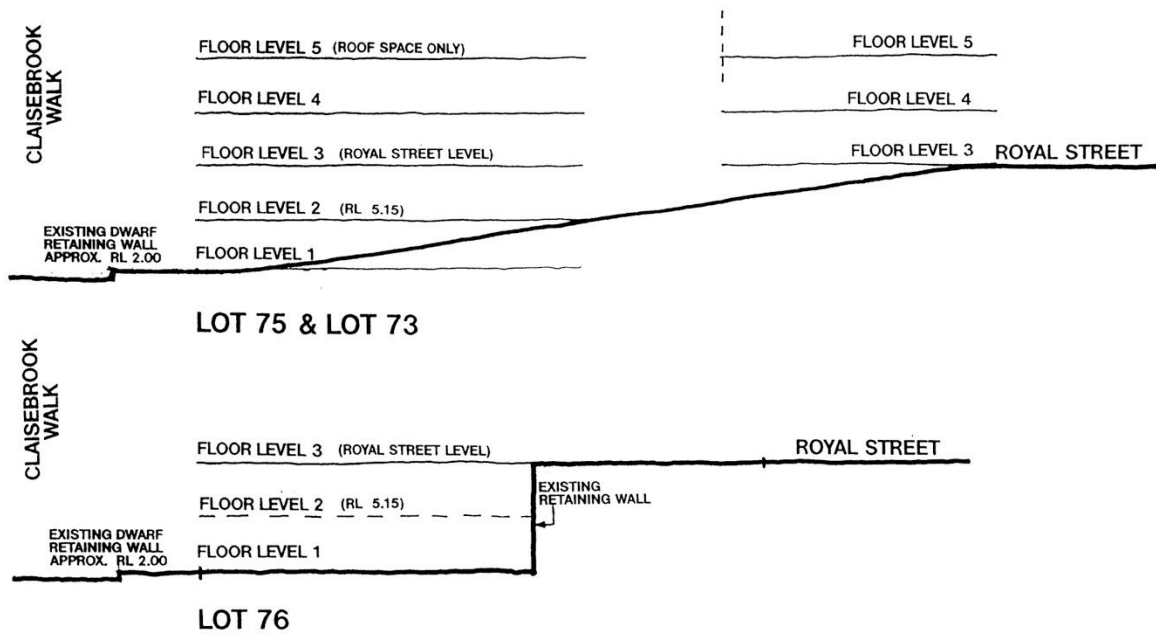 CLAISEBROOK
WALK
FLOOR LEVEL 5 (ROOF SPACE ONLY)
FLOOR LEVEL 5
FLOOR LEVEL 4
FLOOR LEVEL 4
FLOOR LEVEL 3 (ROYAL STREET LEVEL)
FLOOR LEVEL 3
ROYAL STREET
FLOOR LEVEL 2 (RL 5.15)
EXISTING DWARF
RETAINING WALL
APPROX. RL 2.00
FLOOR LEVEL 1
LOT 75 & LOT 73
CLAISEBROOK
WALK
FLOOR LEVEL 3 (ROYAL STREET LEVEL)
ROYAL STREET
FLOOR LEVEL 2 (RL 5.15)
EXISTING
RETAINING WALL
EXISTING DWARF
RETAINING WALL
APPROX. RL 2.00
FLOOR LEVEL 1
LOT 76